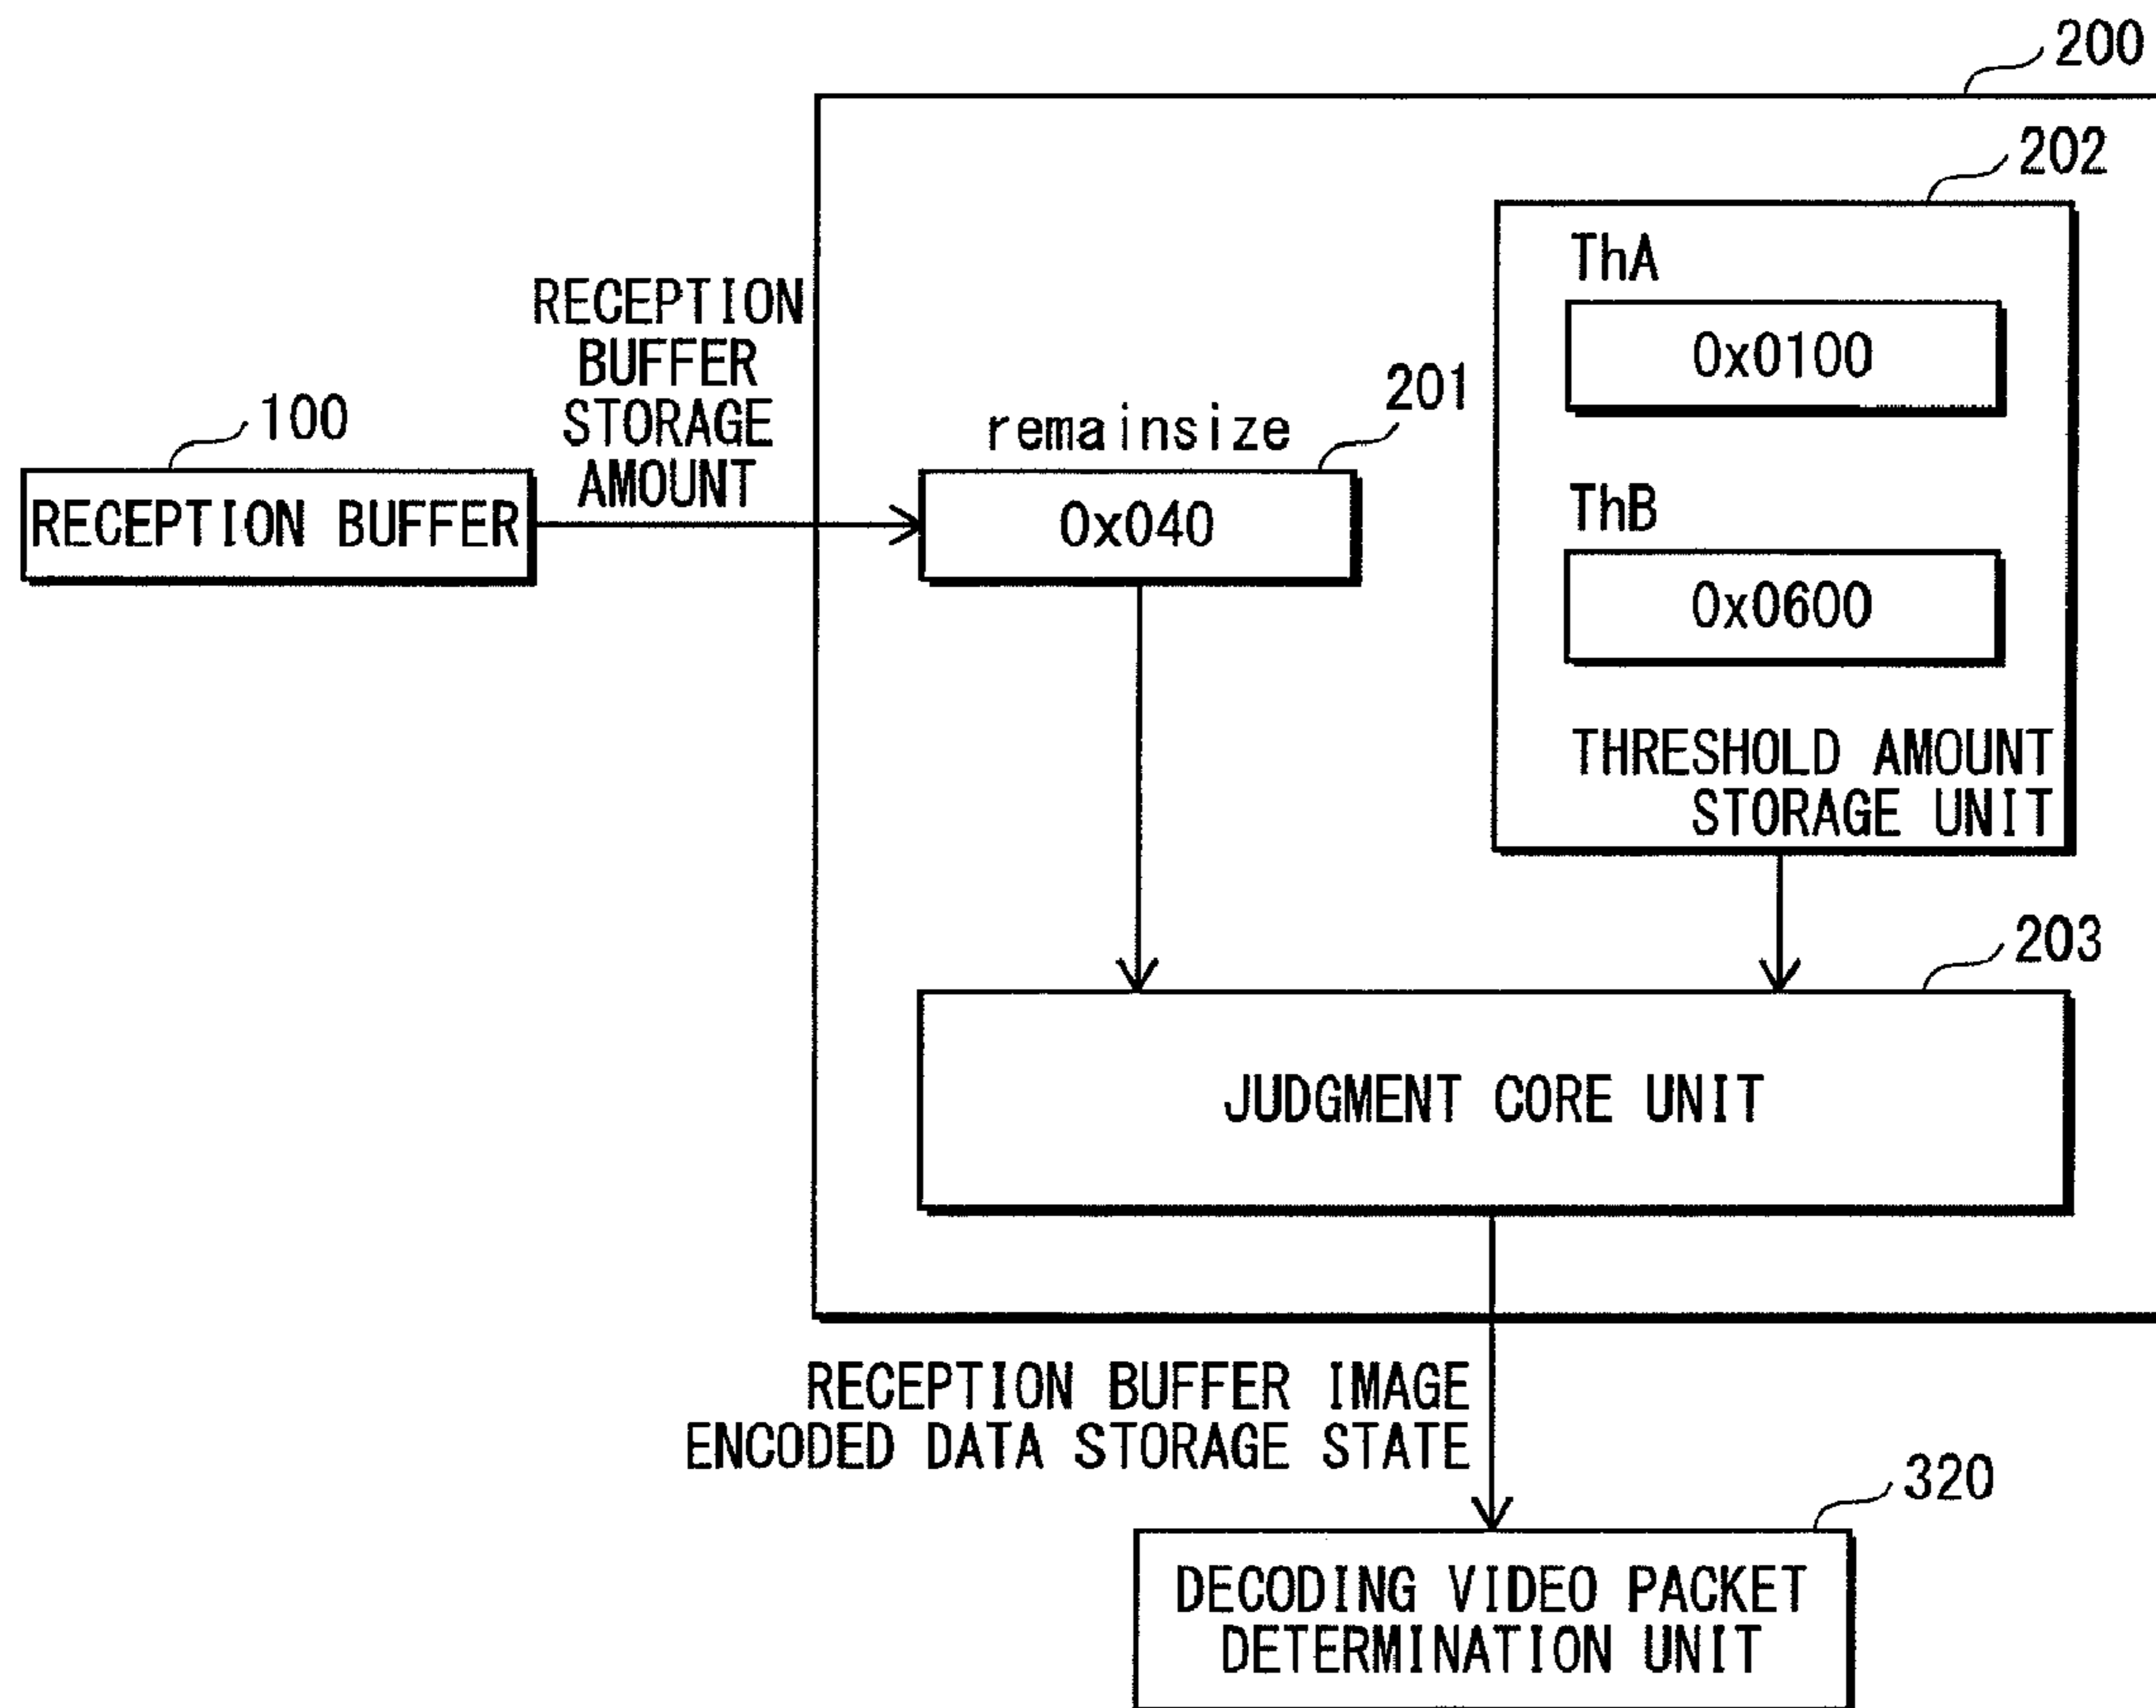 200
202
ThA
0x0100
RECEPTION
BUFFER
STORAGE
AMOUNT
201
remainsize
100
RECEPTION BUFFER
0x040
ThB
0x0600
THRESHOLD AMOUNT
STORAGE UNIT
203
JUDGMENT CORE UNIT
RECEPTION BUFFER IMAGE
ENCODED DATA STORAGE STATE
320
DECODING VIDEO PACKET
DETERMINATION UNIT